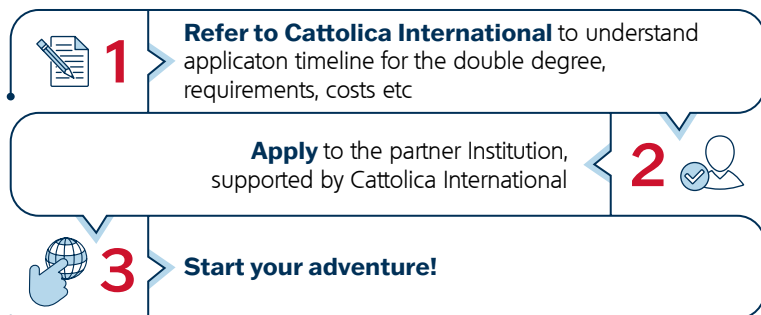 1
Refer to Cattolica International to understand
applicaton timeline for the double degree,
requirements, costs etc
Apply to the partner Institution,
supported by Cattolica International
2
3
Start your adventure!